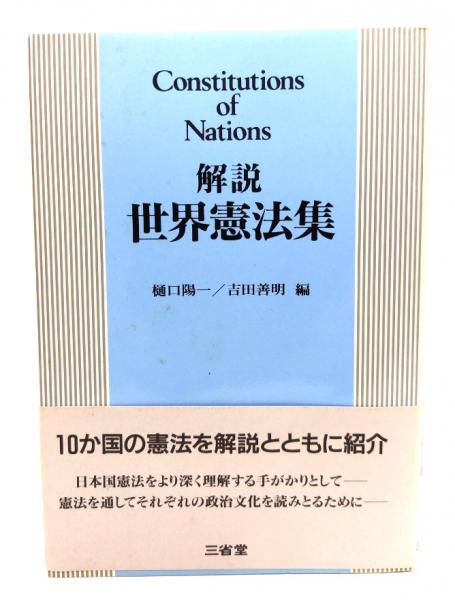 Constitutions
of
Nations
解説
世界憲法集
樋口陽一／吉田善明 編
10か国の憲法を解説とともに紹介
日本国憲法をより深く理解する手がかりとして――
憲法を通してそれぞれの政治文化を読みとるために――
三省堂